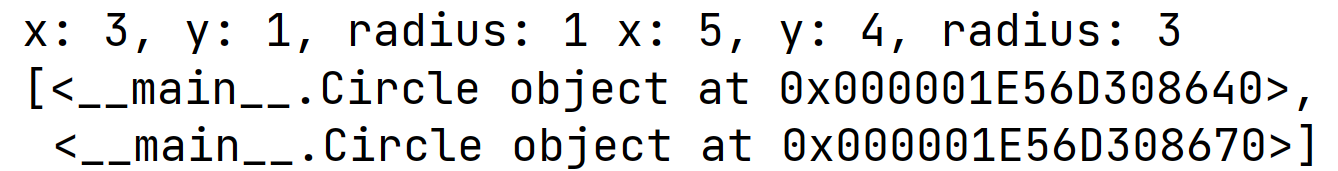 x: 3, y: 1, radius: 1 x: 5, y: 4, radius: 3
[<__main__.Circle object at 0x000001E56D308640>,
 <__main__.Circle object at 0x000001E56D308670>]